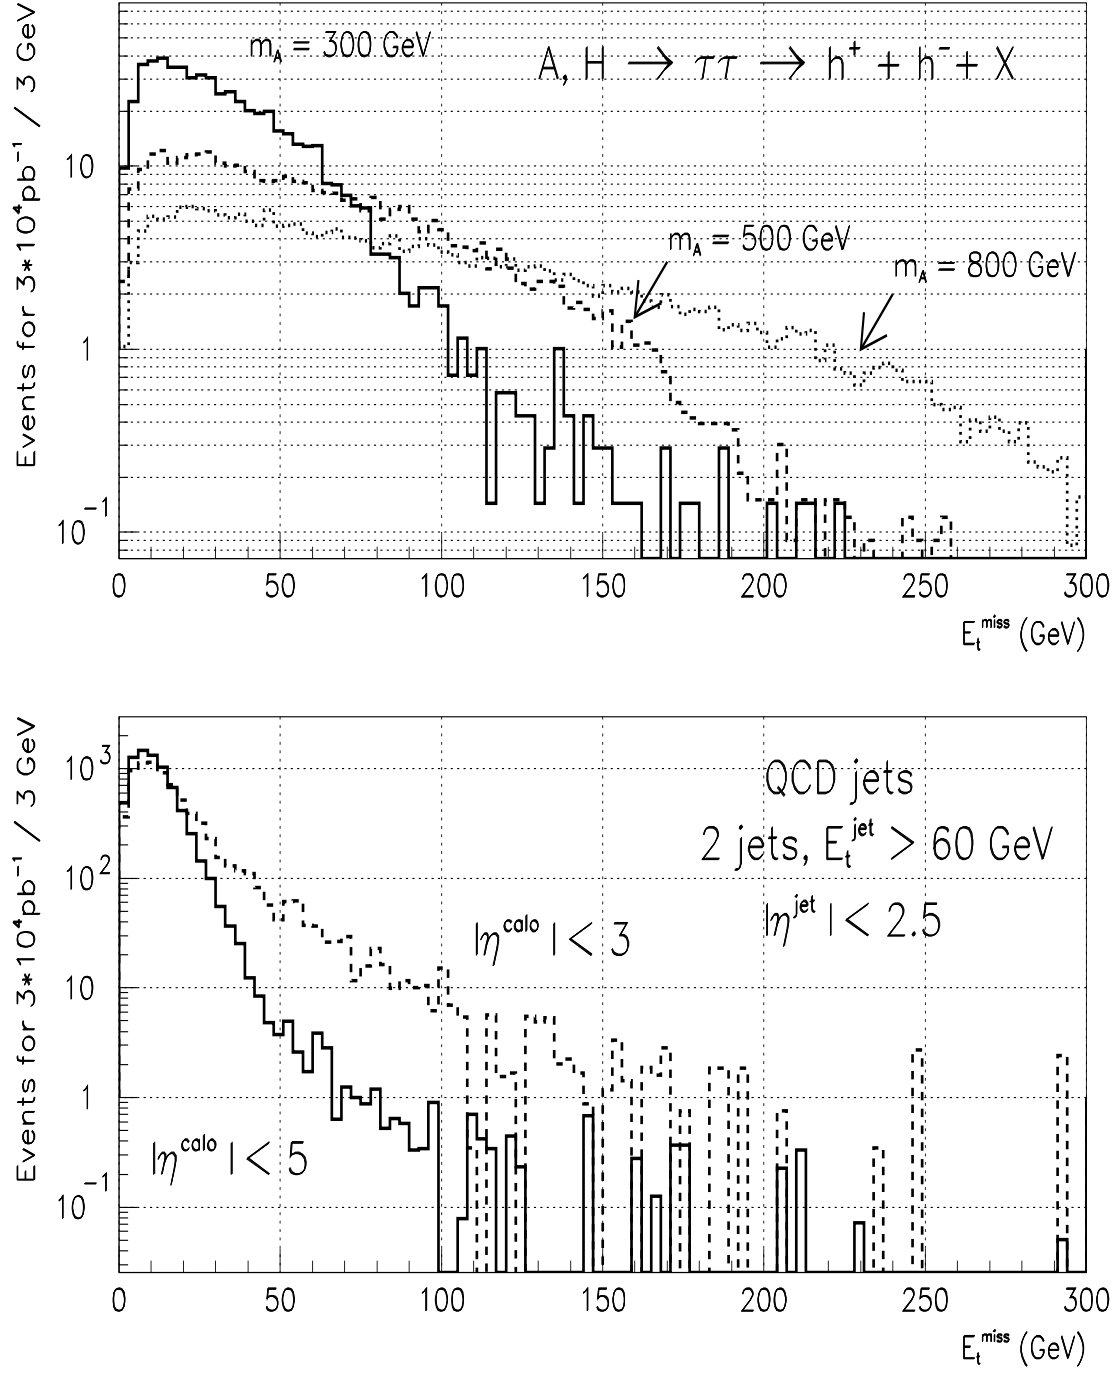 Events for 3*10⁴pb⁻¹ / 3 GeV
m_A = 300 GeV
A, H → ττ → h⁺ + h⁻ + X
m_A = 500 GeV
m_A = 800 GeV
10
1
10⁻¹
0 50 100 150 200 250 300
E_t^miss (GeV)
Events for 3*10⁴pb⁻¹ / 3 GeV
10³
10²
10
1
10⁻¹
QCD jets
2 jets, E_t^jet > 60 GeV
|η^jet | < 2.5
|η^calo | < 3
|η^calo | < 5
0 50 100 150 200 250 300
E_t^miss (GeV)